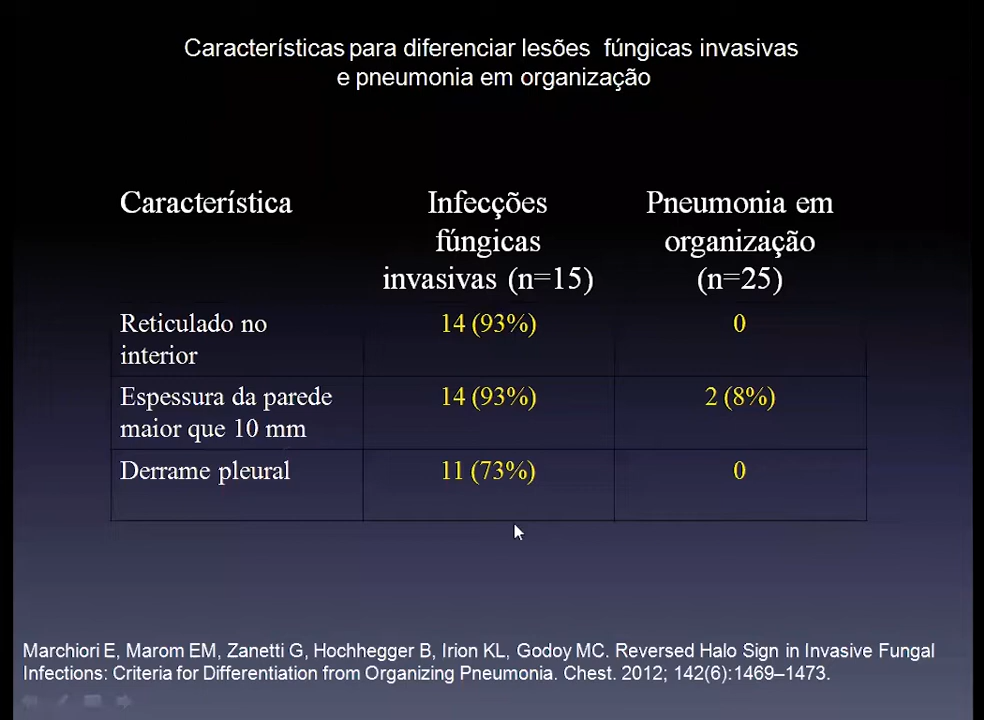 Características para diferenciar lesões fúngicas invasivas
e pneumonia em organização
Característica
Infecções
fúngicas
invasivas (n=15)
Pneumonia em
organização
(n=25)
Reticulado no
interior
14 (93%)
0
Espessura da parede
maior que 10 mm
14 (93%)
2 (8%)
Derrame pleural
11 (73%)
0
Marchiori E, Marom EM, Zanetti G, Hochhegger B, Irion KL, Godoy MC. Reversed Halo Sign in Invasive Fungal
Infections: Criteria for Differentiation from Organizing Pneumonia. Chest. 2012; 142(6):1469–1473.